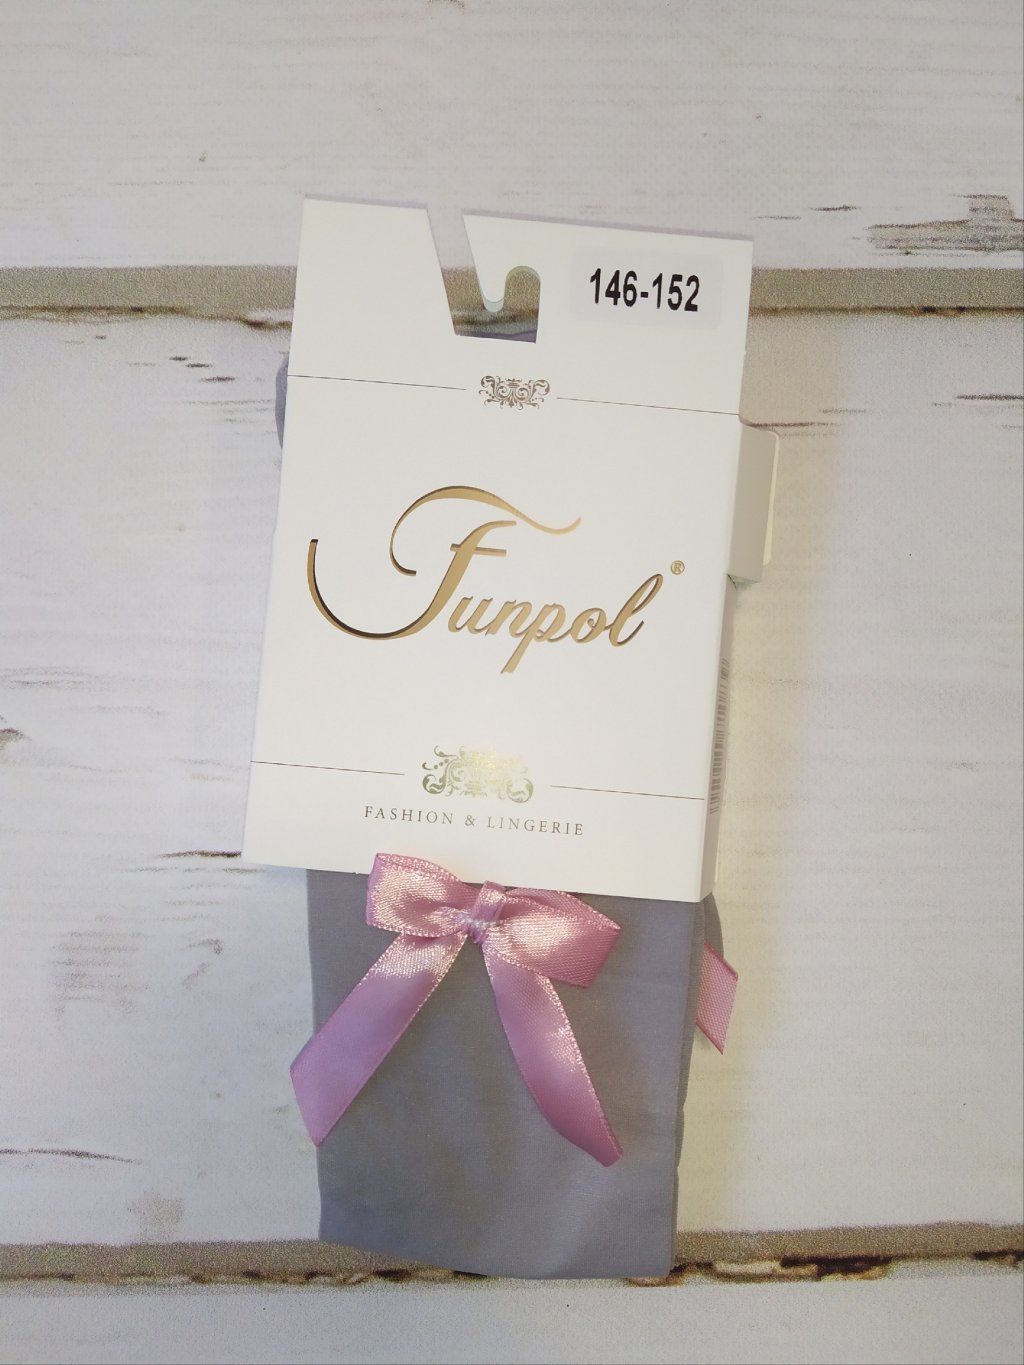 146-152
Funpol®
FASHION & LINGERIE